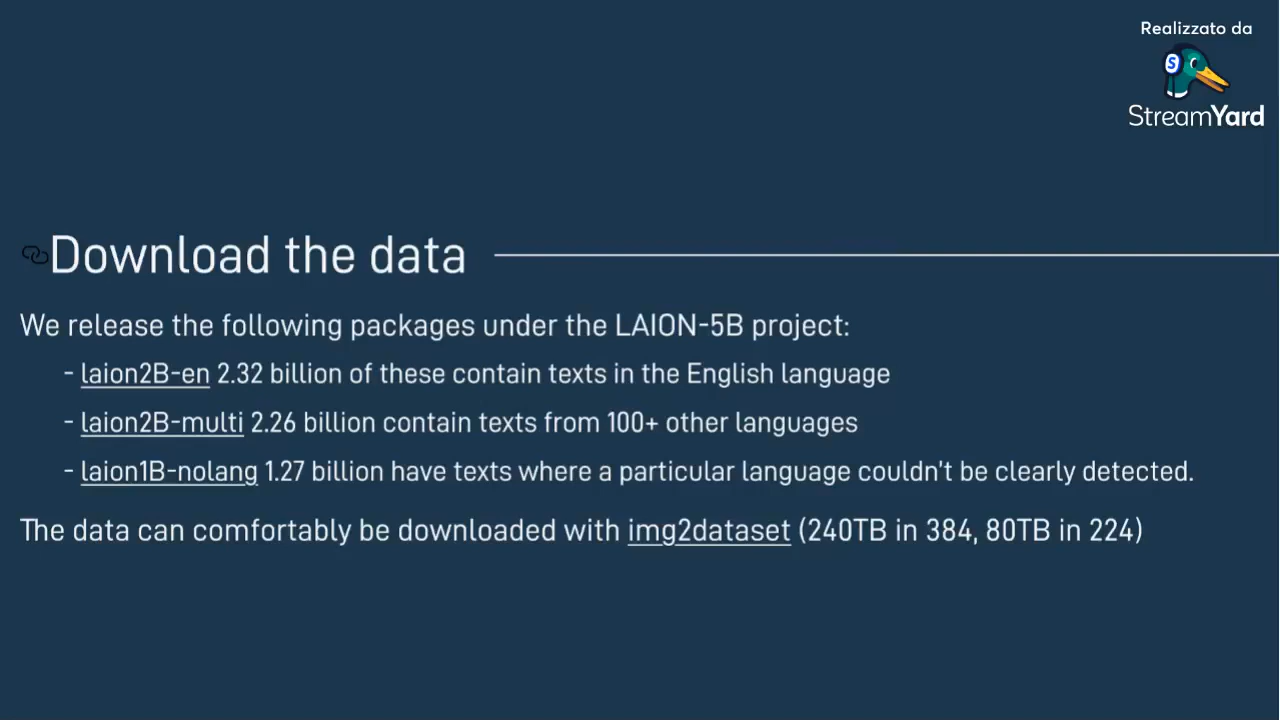 Realizzato da
S
StreamYard
Download the data
We release the following packages under the LAION-5B project:
- laion2B-en 2.32 billion of these contain texts in the English language
- laion2B-multi 2.26 billion contain texts from 100+ other languages
- laion1B-nolang 1.27 billion have texts where a particular language couldn't be clearly detected.
The data can comfortably be downloaded with img2dataset (240TB in 384, 80TB in 224)